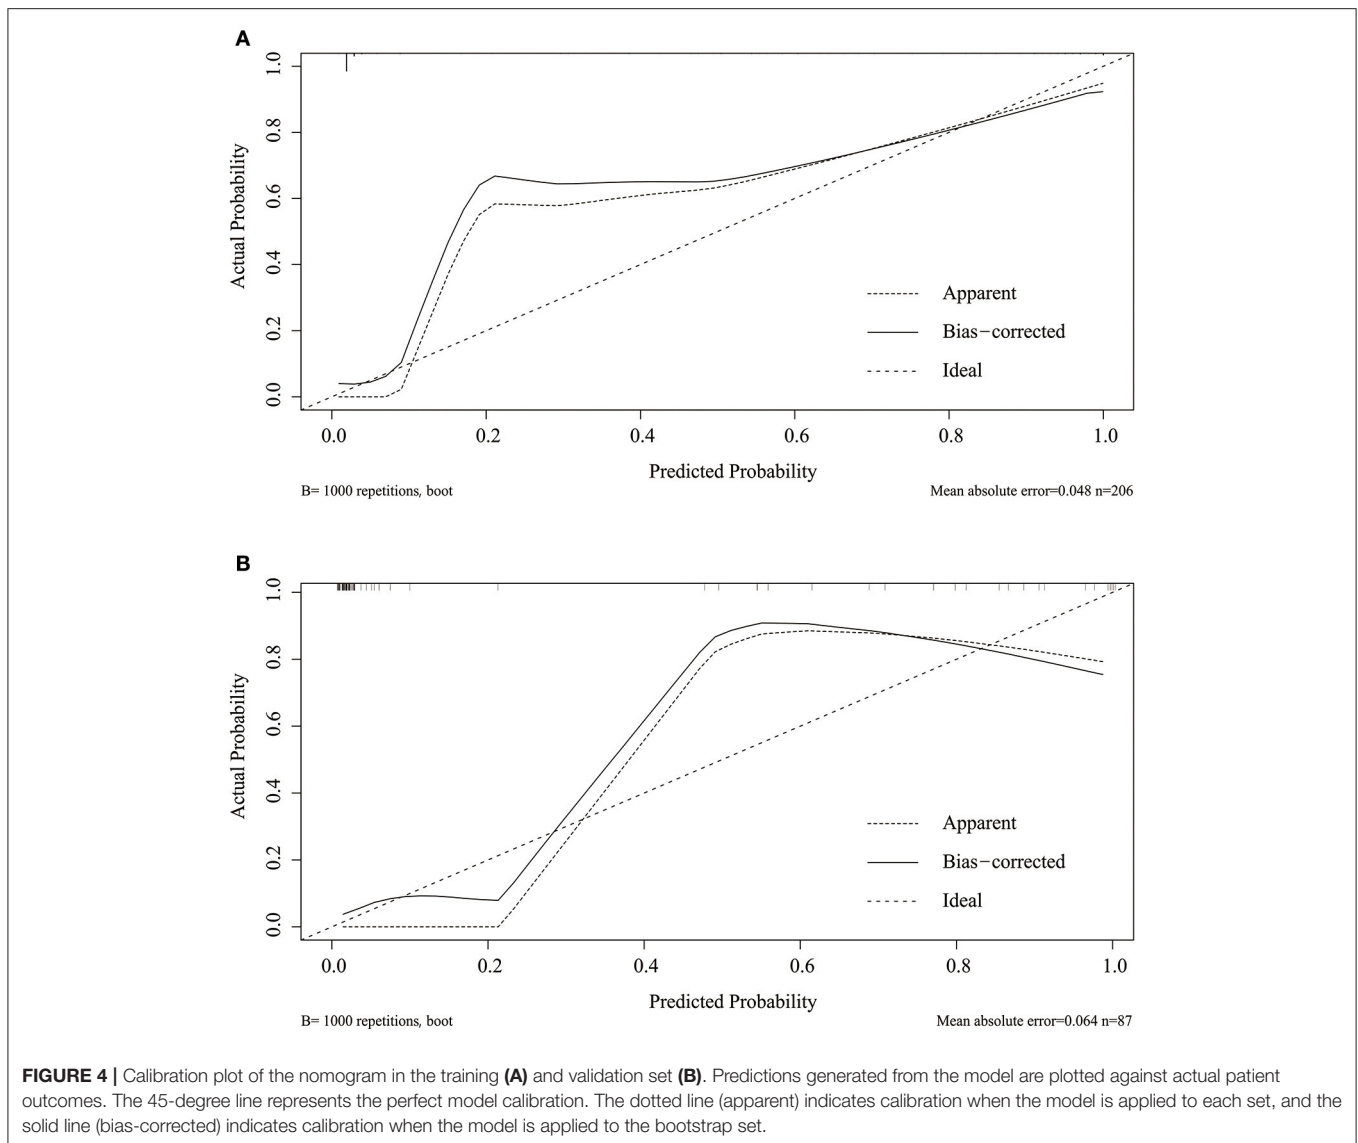 A
1.0
0.8
0.6
0.4
0.2
0.0
Actual Probability
Apparent
Bias-corrected
Ideal
0.0 0.2 0.4 0.6 0.8 1.0
Predicted Probability
B= 1000 repetitions, boot
Mean absolute error=0.048 n=206
B
1.0
0.8
0.6
0.4
0.2
0.0
Actual Probability
Apparent
Bias-corrected
Ideal
0.0 0.2 0.4 0.6 0.8 1.0
Predicted Probability
B= 1000 repetitions, boot
Mean absolute error=0.064 n=87
FIGURE 4 | Calibration plot of the nomogram in the training (A) and validation set (B). Predictions generated from the model are plotted against actual patient
outcomes. The 45-degree line represents the perfect model calibration. The dotted line (apparent) indicates calibration when the model is applied to each set, and the
solid line (bias-corrected) indicates calibration when the model is applied to the bootstrap set.